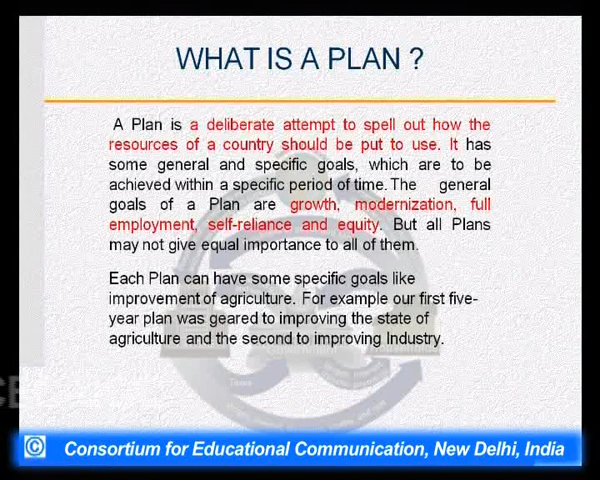 WHAT IS A PLAN ?
A Plan is a deliberate attempt to spell out how the
resources of a country should be put to use. It has
some general and specific goals, which are to be
achieved within a specific period of time. The general
goals of a Plan are growth, modernization, full
employment, self-reliance and equity. But all Plans
may not give equal importance to all of them.
Each Plan can have some specific goals like
improvement of agriculture. For example our first five-
year plan was geared to improving the state of
agriculture and the second to improving Industry.
© Consortium for Educational Communication, New Delhi, India